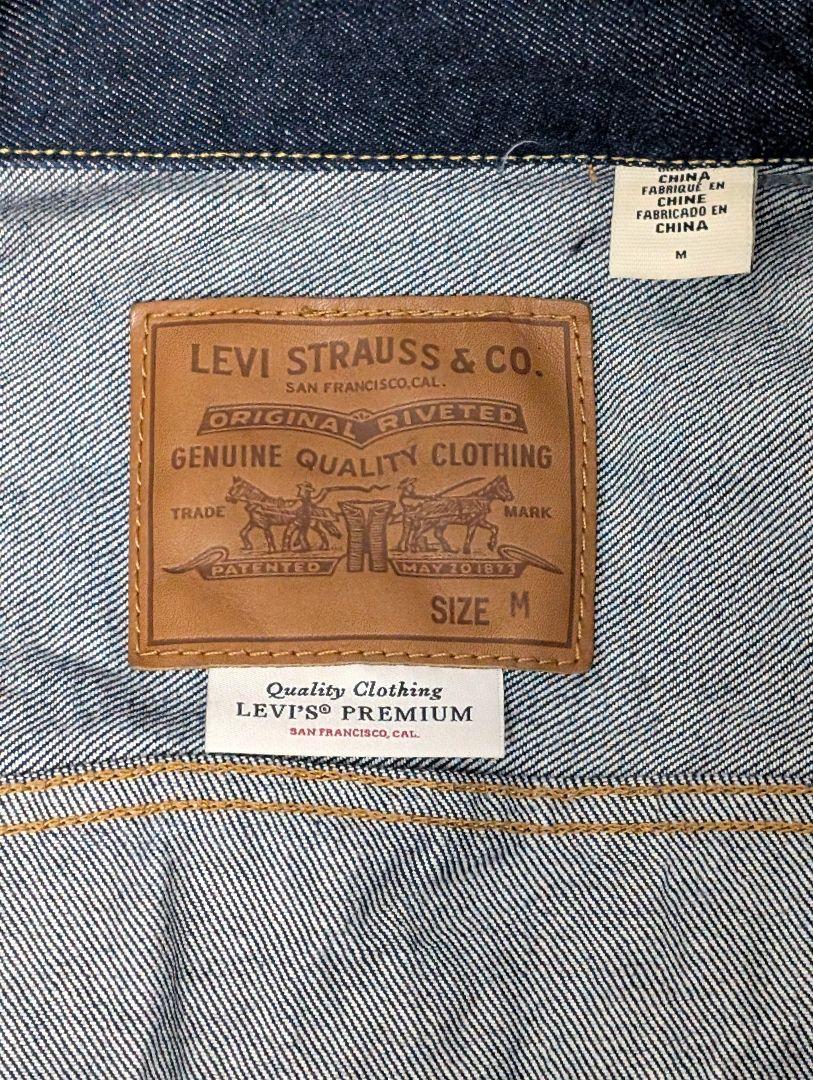 CHINA
FABRIQUÉ EN
CHINE
FABRICADO EN
CHINA
M
LEVI STRAUSS & CO.
SAN FRANCISCO, CAL.
ORIGINAL RIVETED
GENUINE QUALITY CLOTHING
TRADE MARK
PATENTED MAY 20 1873
SIZE M
Quality Clothing
LEVI'S® PREMIUM
SAN FRANCISCO, CAL.